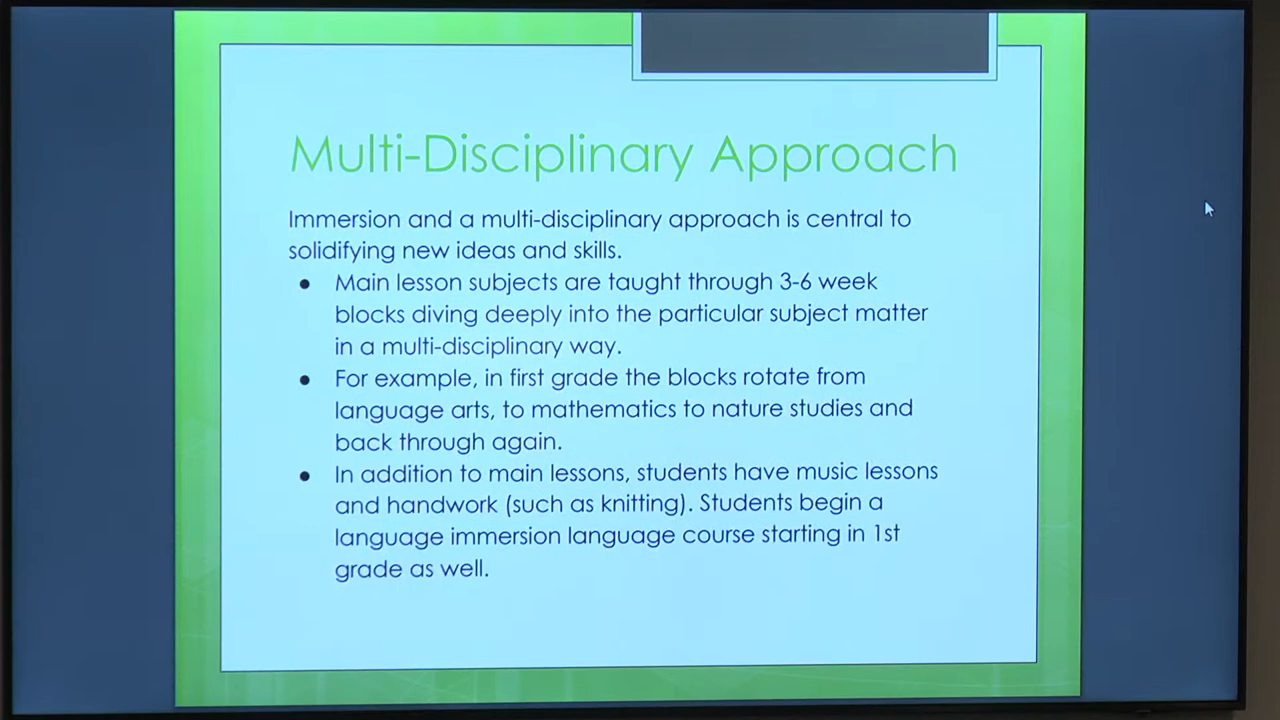 Multi-Disciplinary Approach
Immersion and a multi-disciplinary approach is central to
solidifying new ideas and skills.
• Main lesson subjects are taught through 3-6 week
blocks diving deeply into the particular subject matter
in a multi-disciplinary way.
• For example, in first grade the blocks rotate from
language arts, to mathematics to nature studies and
back through again.
• In addition to main lessons, students have music lessons
and handwork (such as knitting). Students begin a
language immersion language course starting in 1st
grade as well.